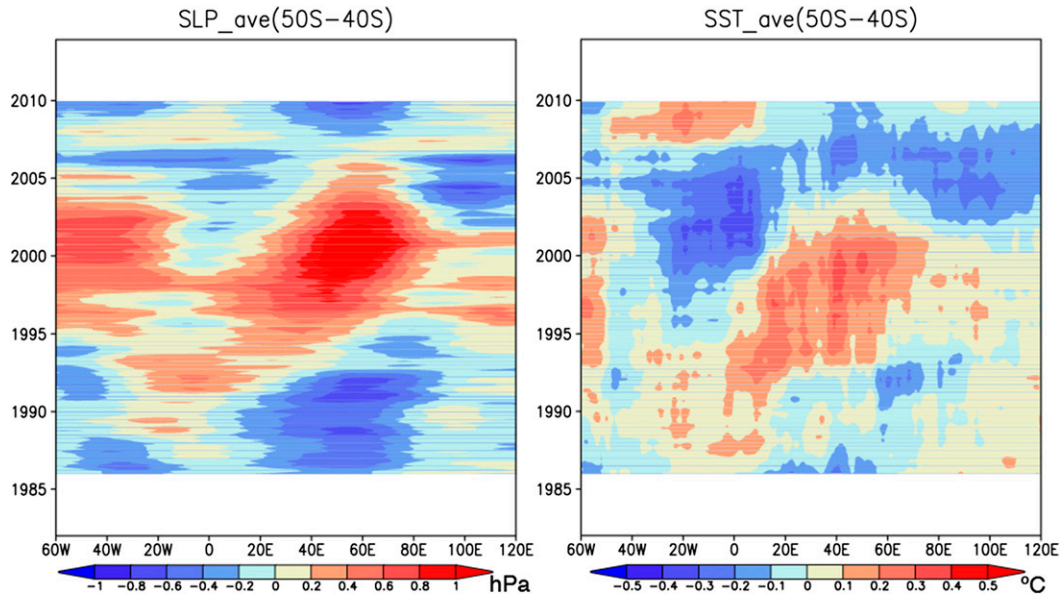 SLP_ave(50S-40S)
2010
2005
2000
1995
1990
1985
60W 40W 20W 0 20E 40E 60E 80E 100E 120E
-1 -0.8 -0.6 -0.4 -0.2 0 0.2 0.4 0.6 0.8 1 hPa
SST_ave(50S-40S)
2010
2005
2000
1995
1990
1985
60W 40W 20W 0 20E 40E 60E 80E 100E 120E
-0.5 -0.4 -0.3 -0.2 -0.1 0 0.1 0.2 0.3 0.4 0.5 °C